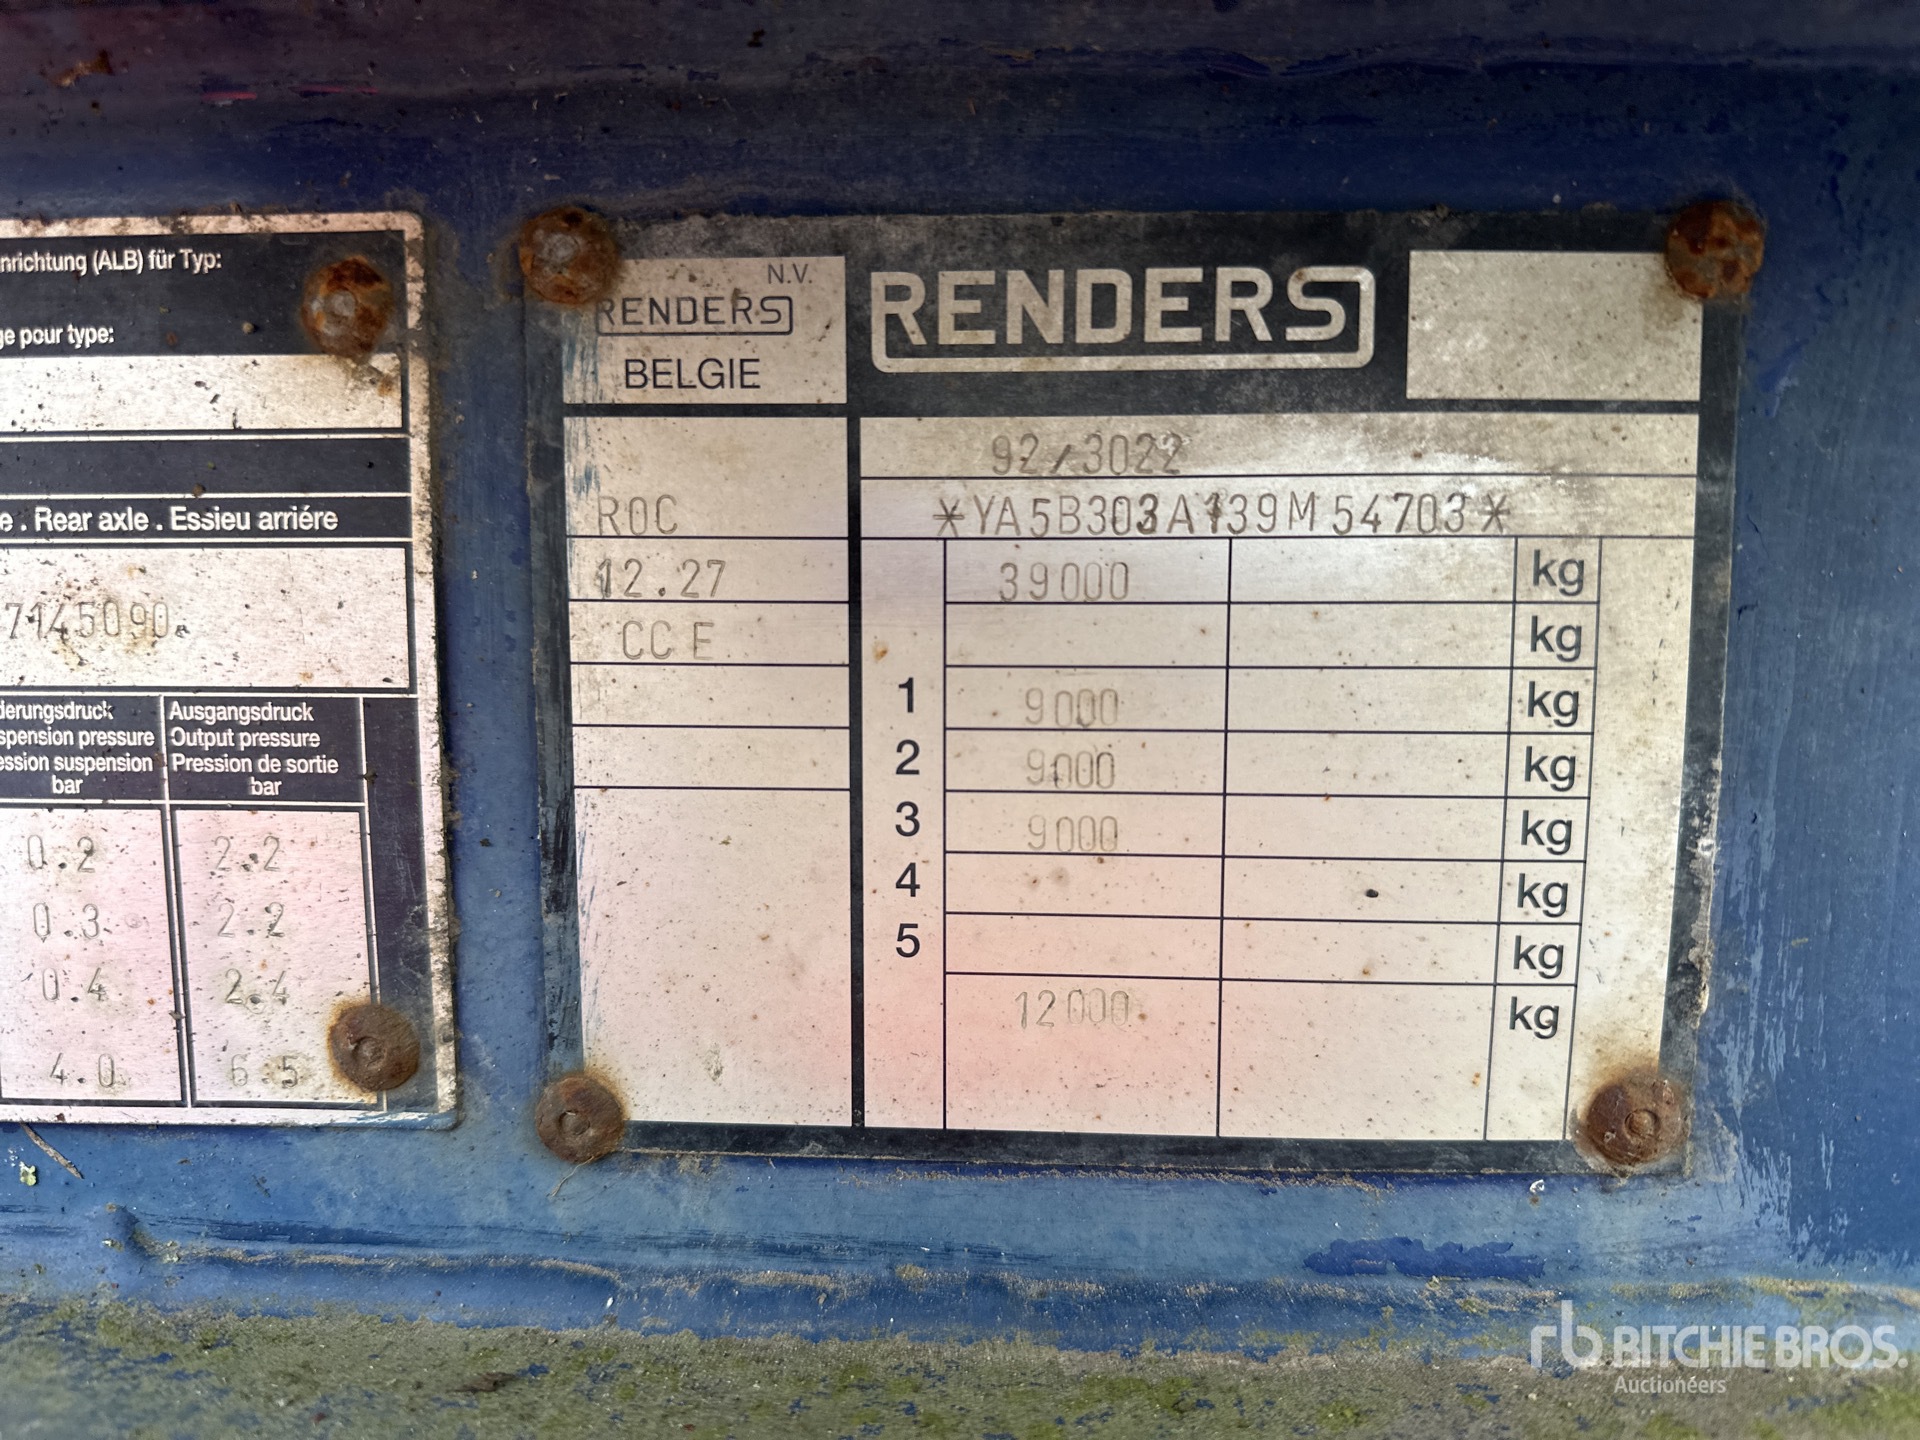 nrichtung (ALB) für Typ:
ge pour type:
e . Rear axle . Essieu arriére
7145090
derungsdruck
spension pressure
ession suspension
bar
Ausgangsdruck
Output pressure
Pression de sortie
bar
0.2 2.2
0.3 2.2
0.4 2.4
4.0 6.5
N.V.
RENDERS
BELGIE
RENDERS
92/3022
ROC
*YA5B303A139M54703*
12.27
39000 kg
CCE
kg
1 9000 kg
2 9000 kg
3 9000 kg
4 kg
5 kg
12000 kg
rb RITCHIE BROS.
Auctioneers